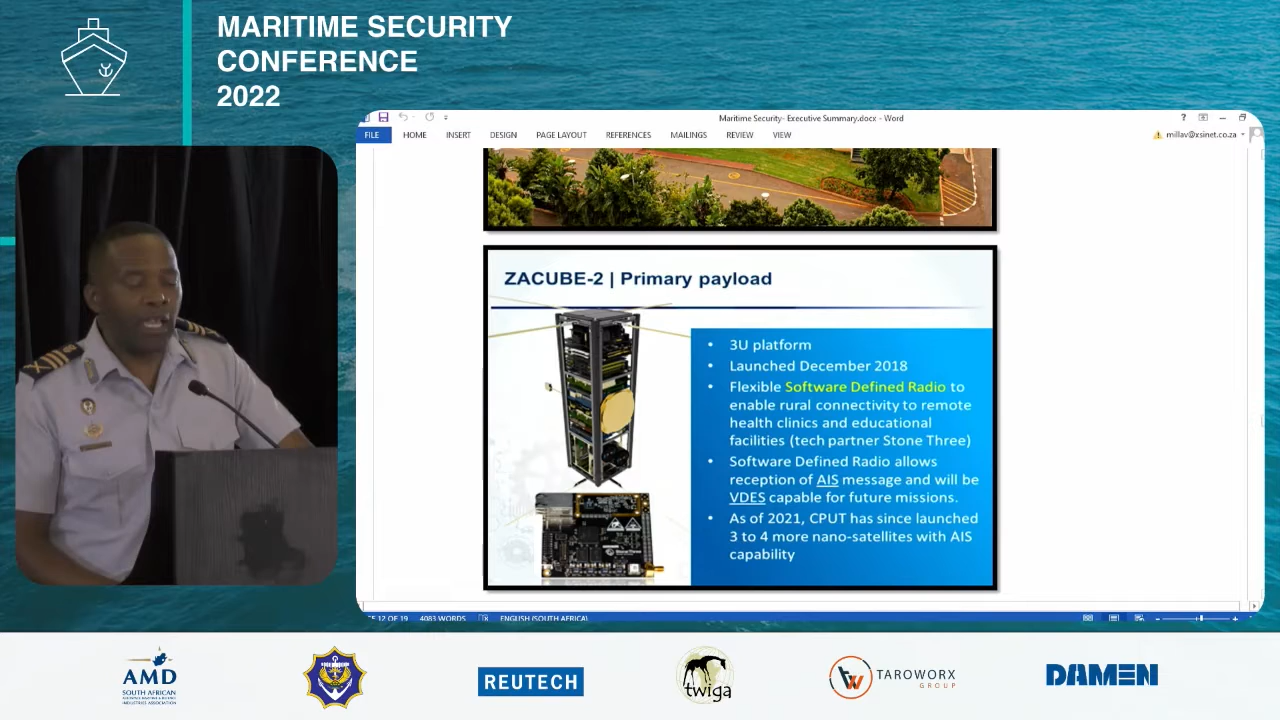 MARITIME SECURITY
CONFERENCE
2022
Maritime Security- Executive Summary.docx - Word
FILE HOME INSERT DESIGN PAGE LAYOUT REFERENCES MAILINGS REVIEW VIEW
millav@xsinet.co.za
ZACUBE-2 | Primary payload
• 3U platform
• Launched December 2018
• Flexible Software Defined Radio to
enable rural connectivity to remote
health clinics and educational
facilities (tech partner Stone Three)
• Software Defined Radio allows
reception of AIS message and will be
VDES capable for future missions.
• As of 2021, CPUT has since launched
3 to 4 more nano-satellites with AIS
capability
12 OF 19 4083 WORDS ENGLISH (SOUTH AFRICA)
AMD
SOUTH AFRICAN
REUTECH
twiga
TAROWORX
GROUP
DAMEN